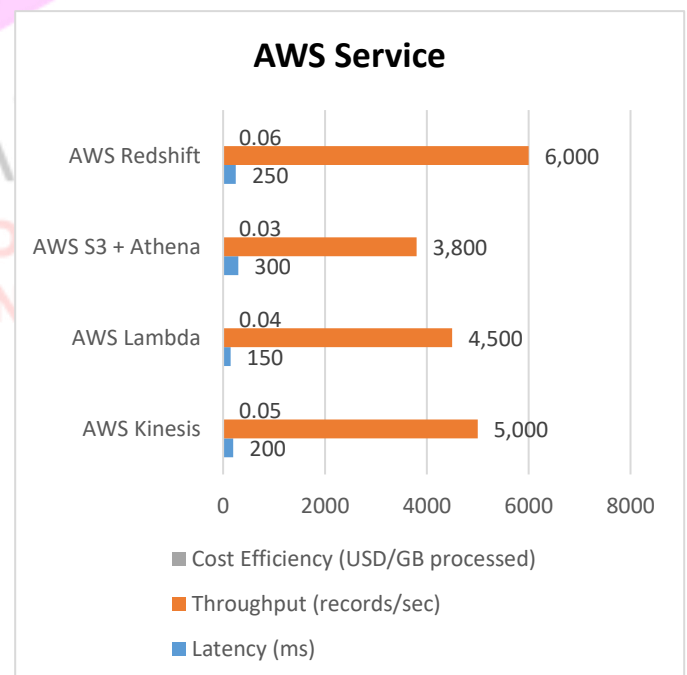 AWS Service
0.06
AWS Redshift 6,000
250
0.03
AWS S3 + Athena 3,800
300
0.04
AWS Lambda 4,500
150
0.05
AWS Kinesis 5,000
200
0 2000 4000 6000 8000
Cost Efficiency (USD/GB processed)
Throughput (records/sec)
Latency (ms)